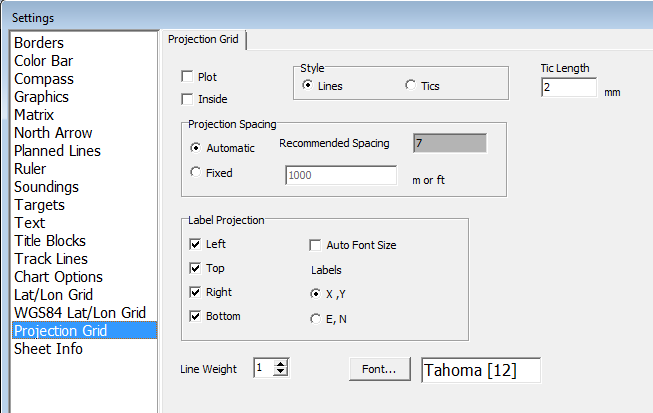 Settings
Borders
Color Bar
Compass
Graphics
Matrix
North Arrow
Planned Lines
Ruler
Soundings
Targets
Text
Title Blocks
Track Lines
Chart Options
Lat/Lon Grid
WGS84 Lat/Lon Grid
Projection Grid
Sheet Info
Projection Grid
Plot
Inside
Style
Lines
Tics
Tic Length
2
mm
Projection Spacing
Automatic
Recommended Spacing
7
Fixed
1000
m or ft
Label Projection
Left
Auto Font Size
Top
Labels
Right
X ,Y
Bottom
E, N
Line Weight
1
Font...
Tahoma [12]